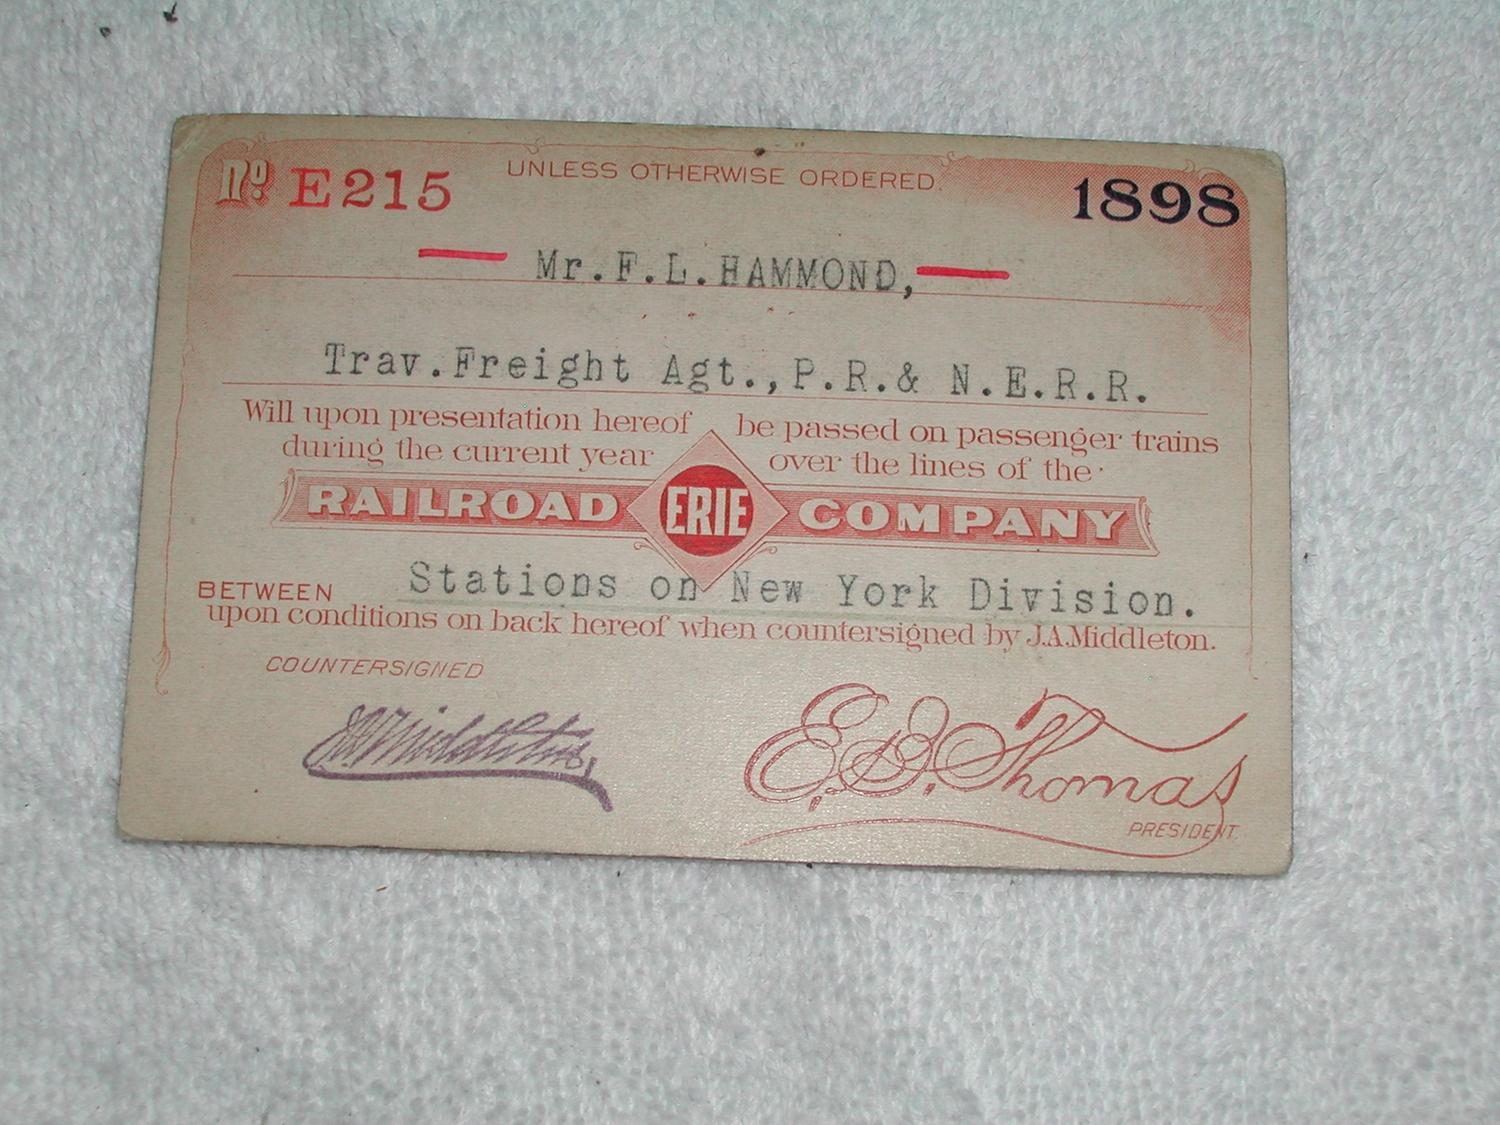 No. E215 UNLESS OTHERWISE ORDERED. 1898
Mr. F. L. HAMMOND,
Trav. Freight Agt., P. R. & N. E. R. R.
Will upon presentation hereof be passed on passenger trains
during the current year over the lines of the
RAILROAD ERIE COMPANY
BETWEEN Stations on New York Division.
upon conditions on back hereof when countersigned by J.A.Middleton.
COUNTERSIGNED
J.A. Middleton, E. B. Thomas
PRESIDENT.